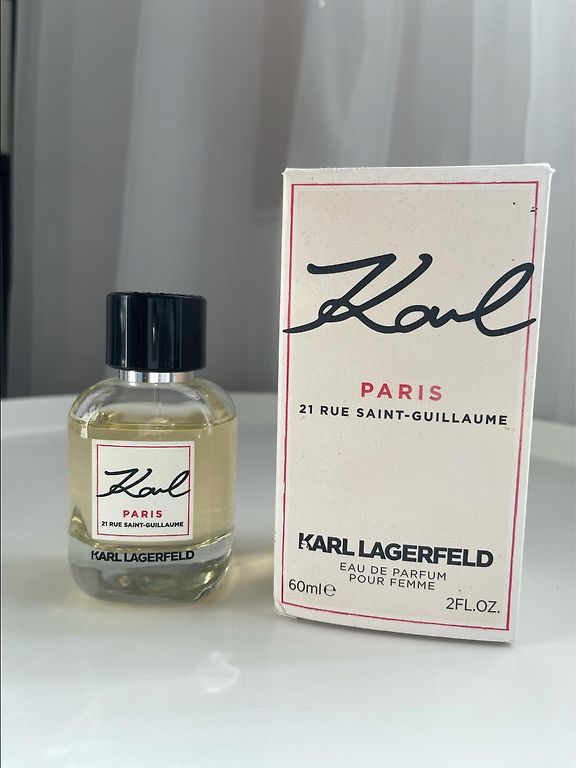 Karl
PARIS
21 RUE SAINT-GUILLAUME
KARL LAGERFELD
Karl
PARIS
21 RUE SAINT-GUILLAUME
KARL LAGERFELD
EAU DE PARFUM
POUR FEMME
60ml℮
2FL.OZ.